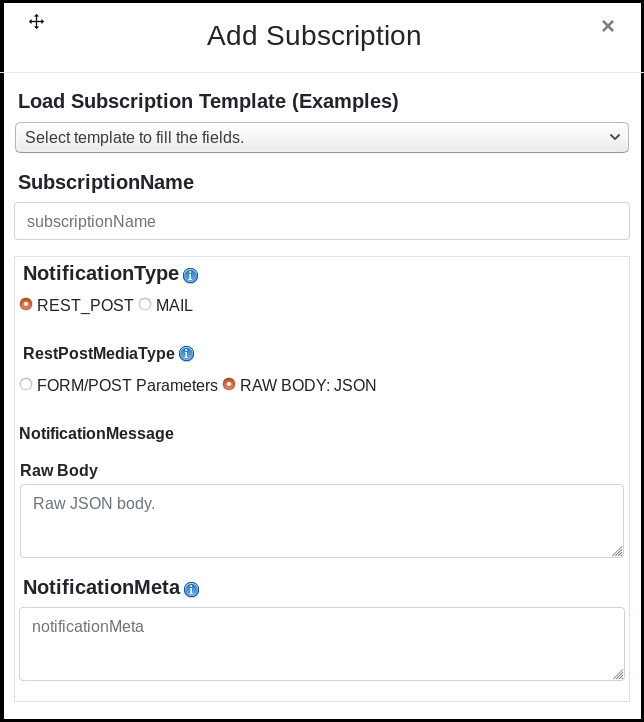 Add Subscription
×
Load Subscription Template (Examples)
Select template to fill the fields.
SubscriptionName
subscriptionName
NotificationType
REST_POST MAIL
RestPostMediaType
FORM/POST Parameters RAW BODY: JSON
NotificationMessage
Raw Body
Raw JSON body.
NotificationMeta
notificationMeta